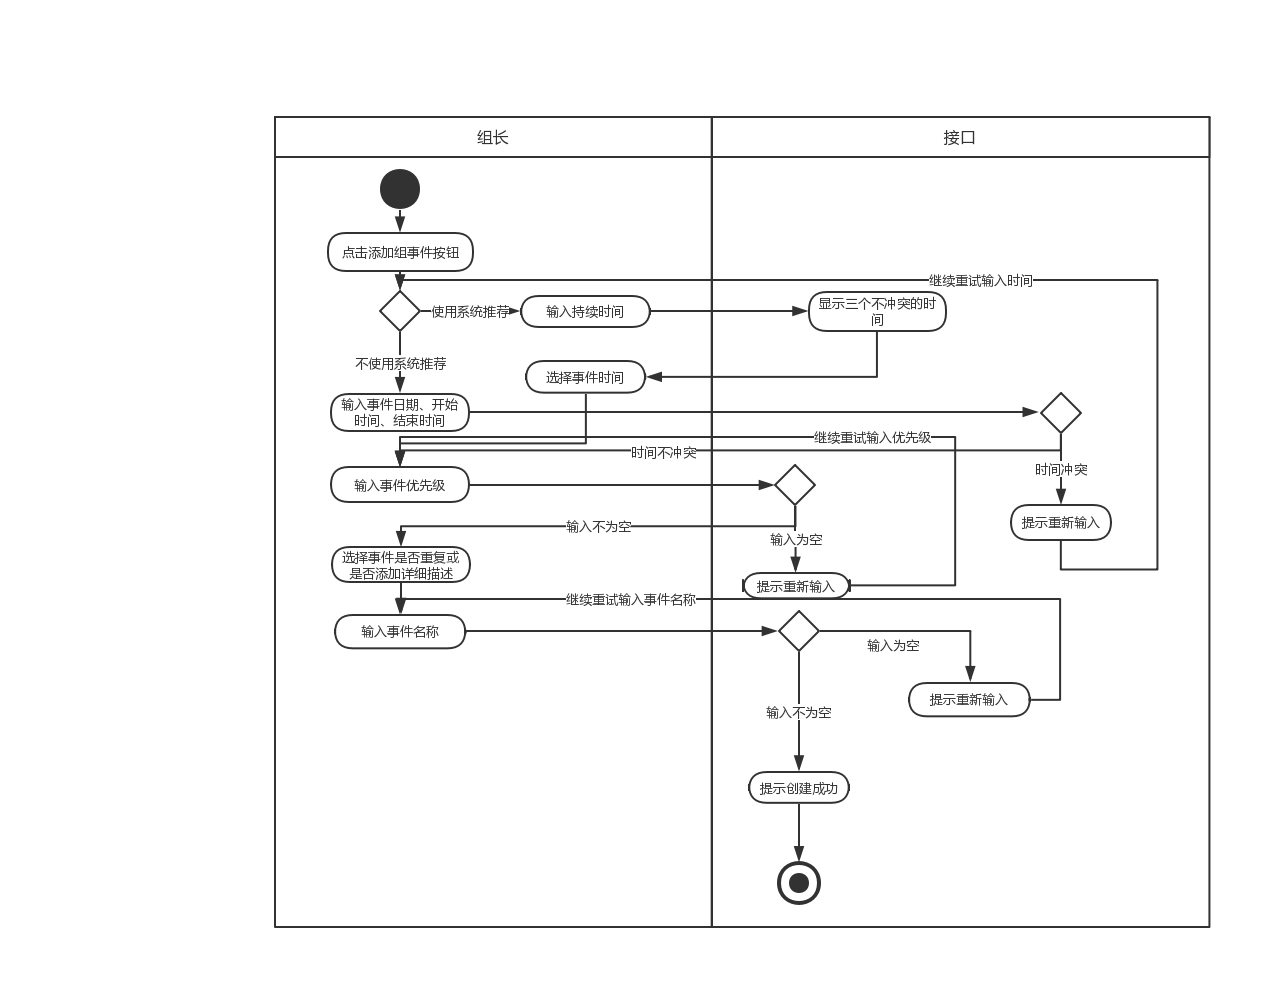 组长
接口
点击添加组事件按钮
继续重试输入时间
使用系统推荐
输入持续时间
显示三个不冲突的时
间
不使用系统推荐
选择事件时间
输入事件日期、开始
时间、结束时间
继续重试输入优先级
时间不冲突
时间冲突
输入事件优先级
提示重新输入
输入不为空
输入为空
选择事件是否重复或
是否添加详细描述
提示重新输入
继续重试输入事件名称
输入事件名称
输入为空
提示重新输入
输入不为空
提示创建成功